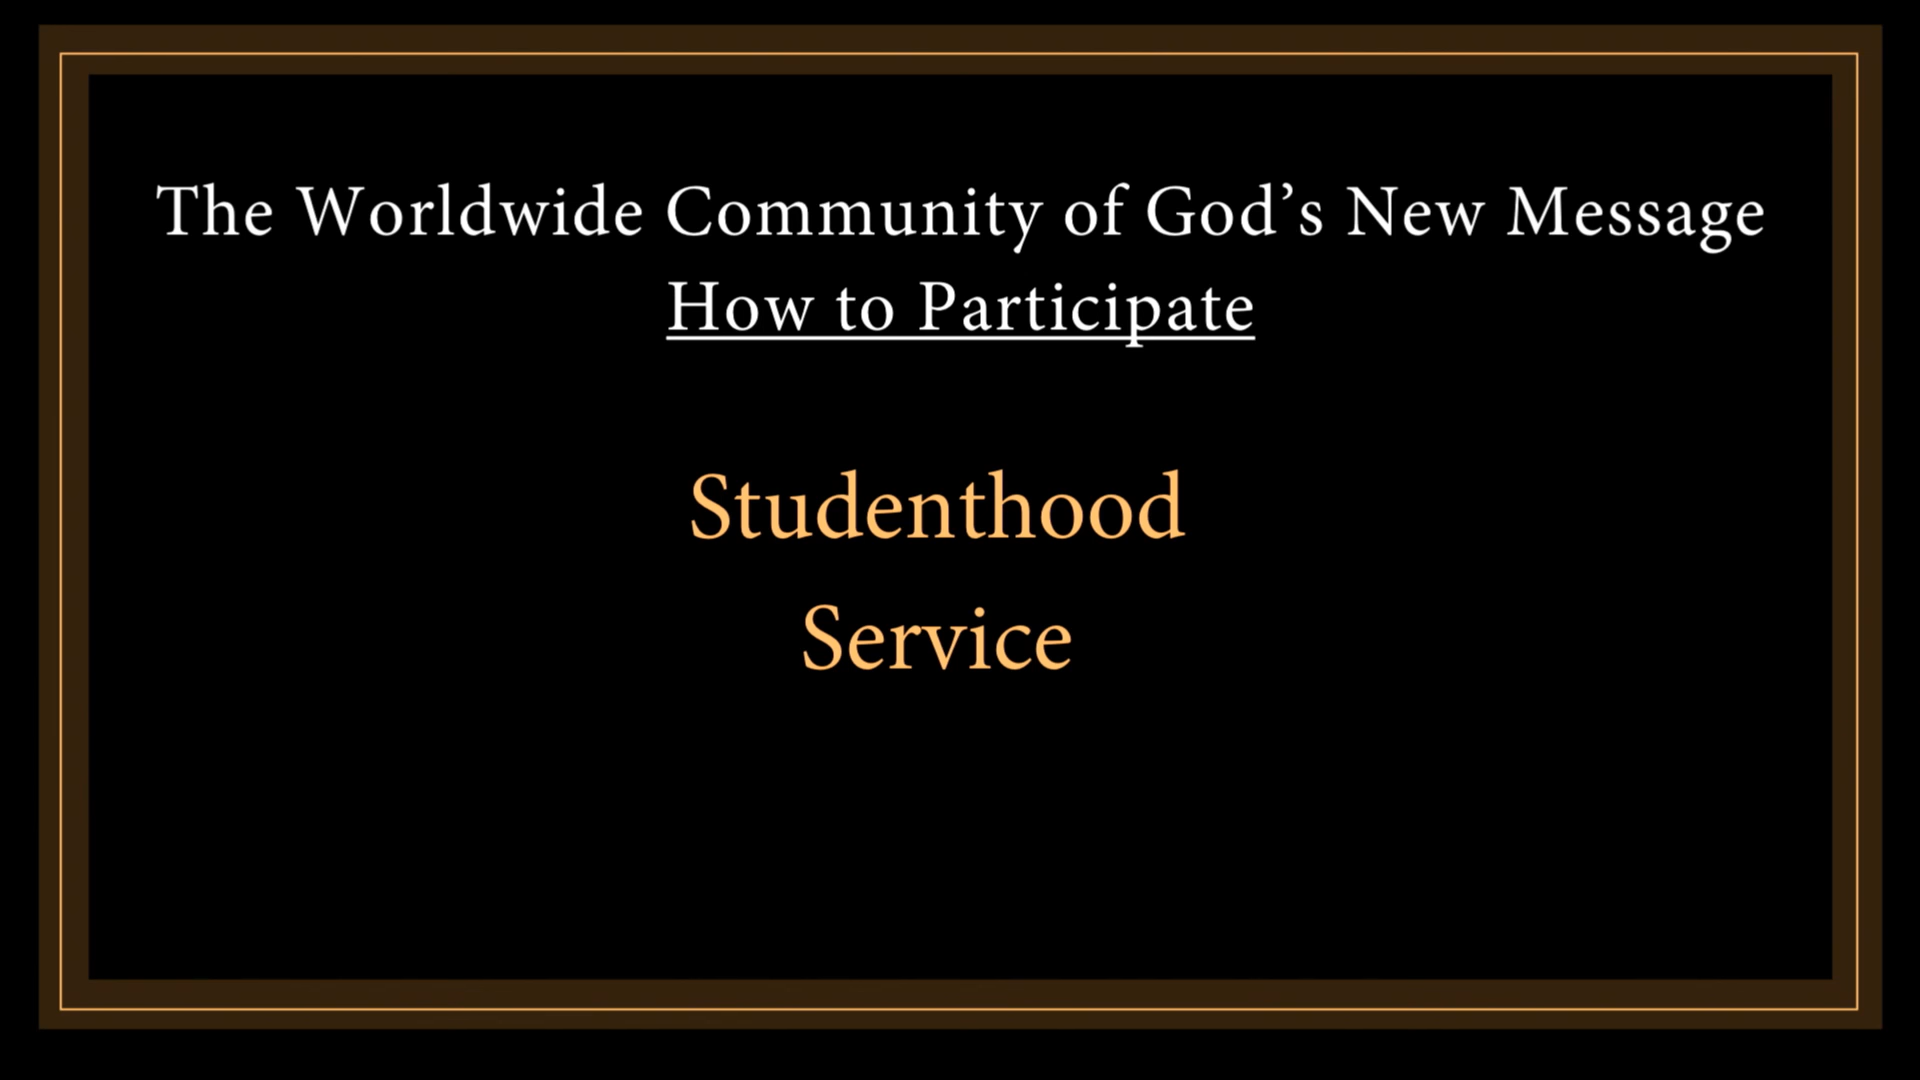 The Worldwide Community of God’s New Message
How to Participate
Studenthood
Service